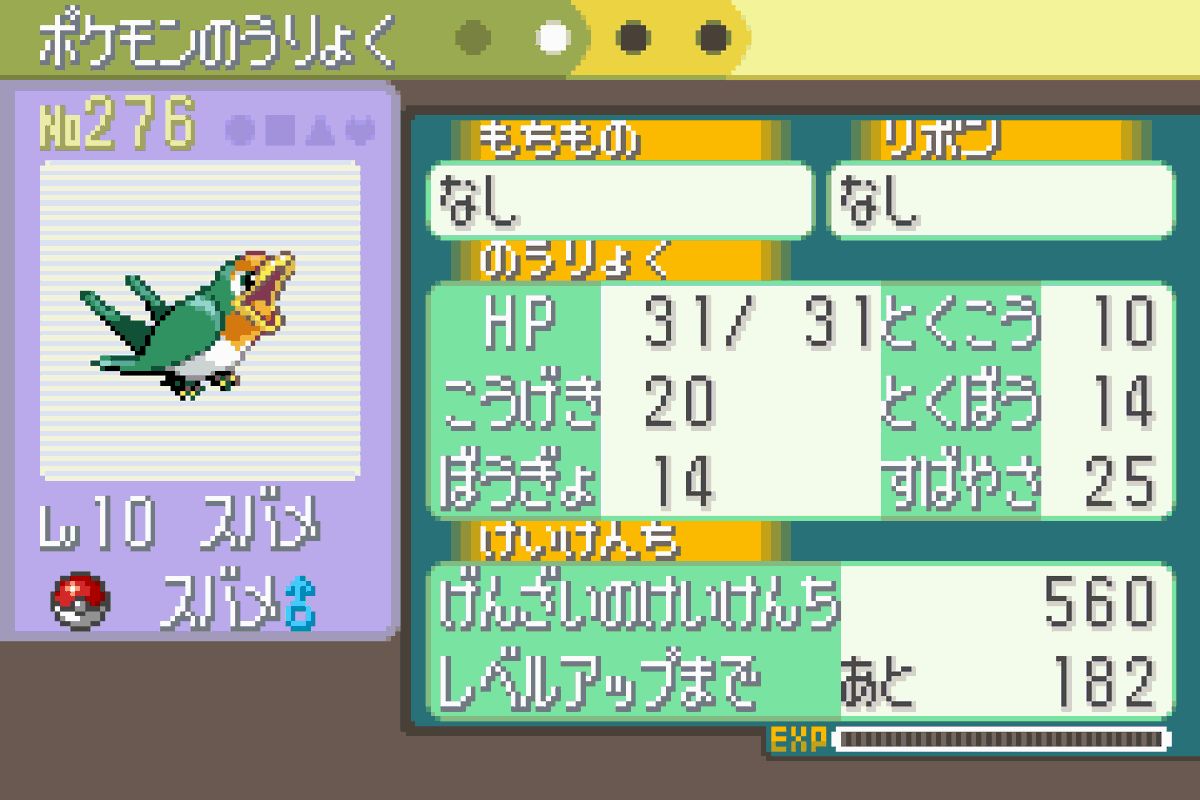 ポケモンのうりょく
No276
もちもの
リボン
なし
なし
のうりょく
HP 31/ 31 とくこう 10
こうげき 20 とくぼう 14
ぼうぎょ 14 すばやさ 25
Lv10 スバメ
スバメ♂
けいけんち
げんざいのけいけんち 560
レベルアップまで あと 182
EXP